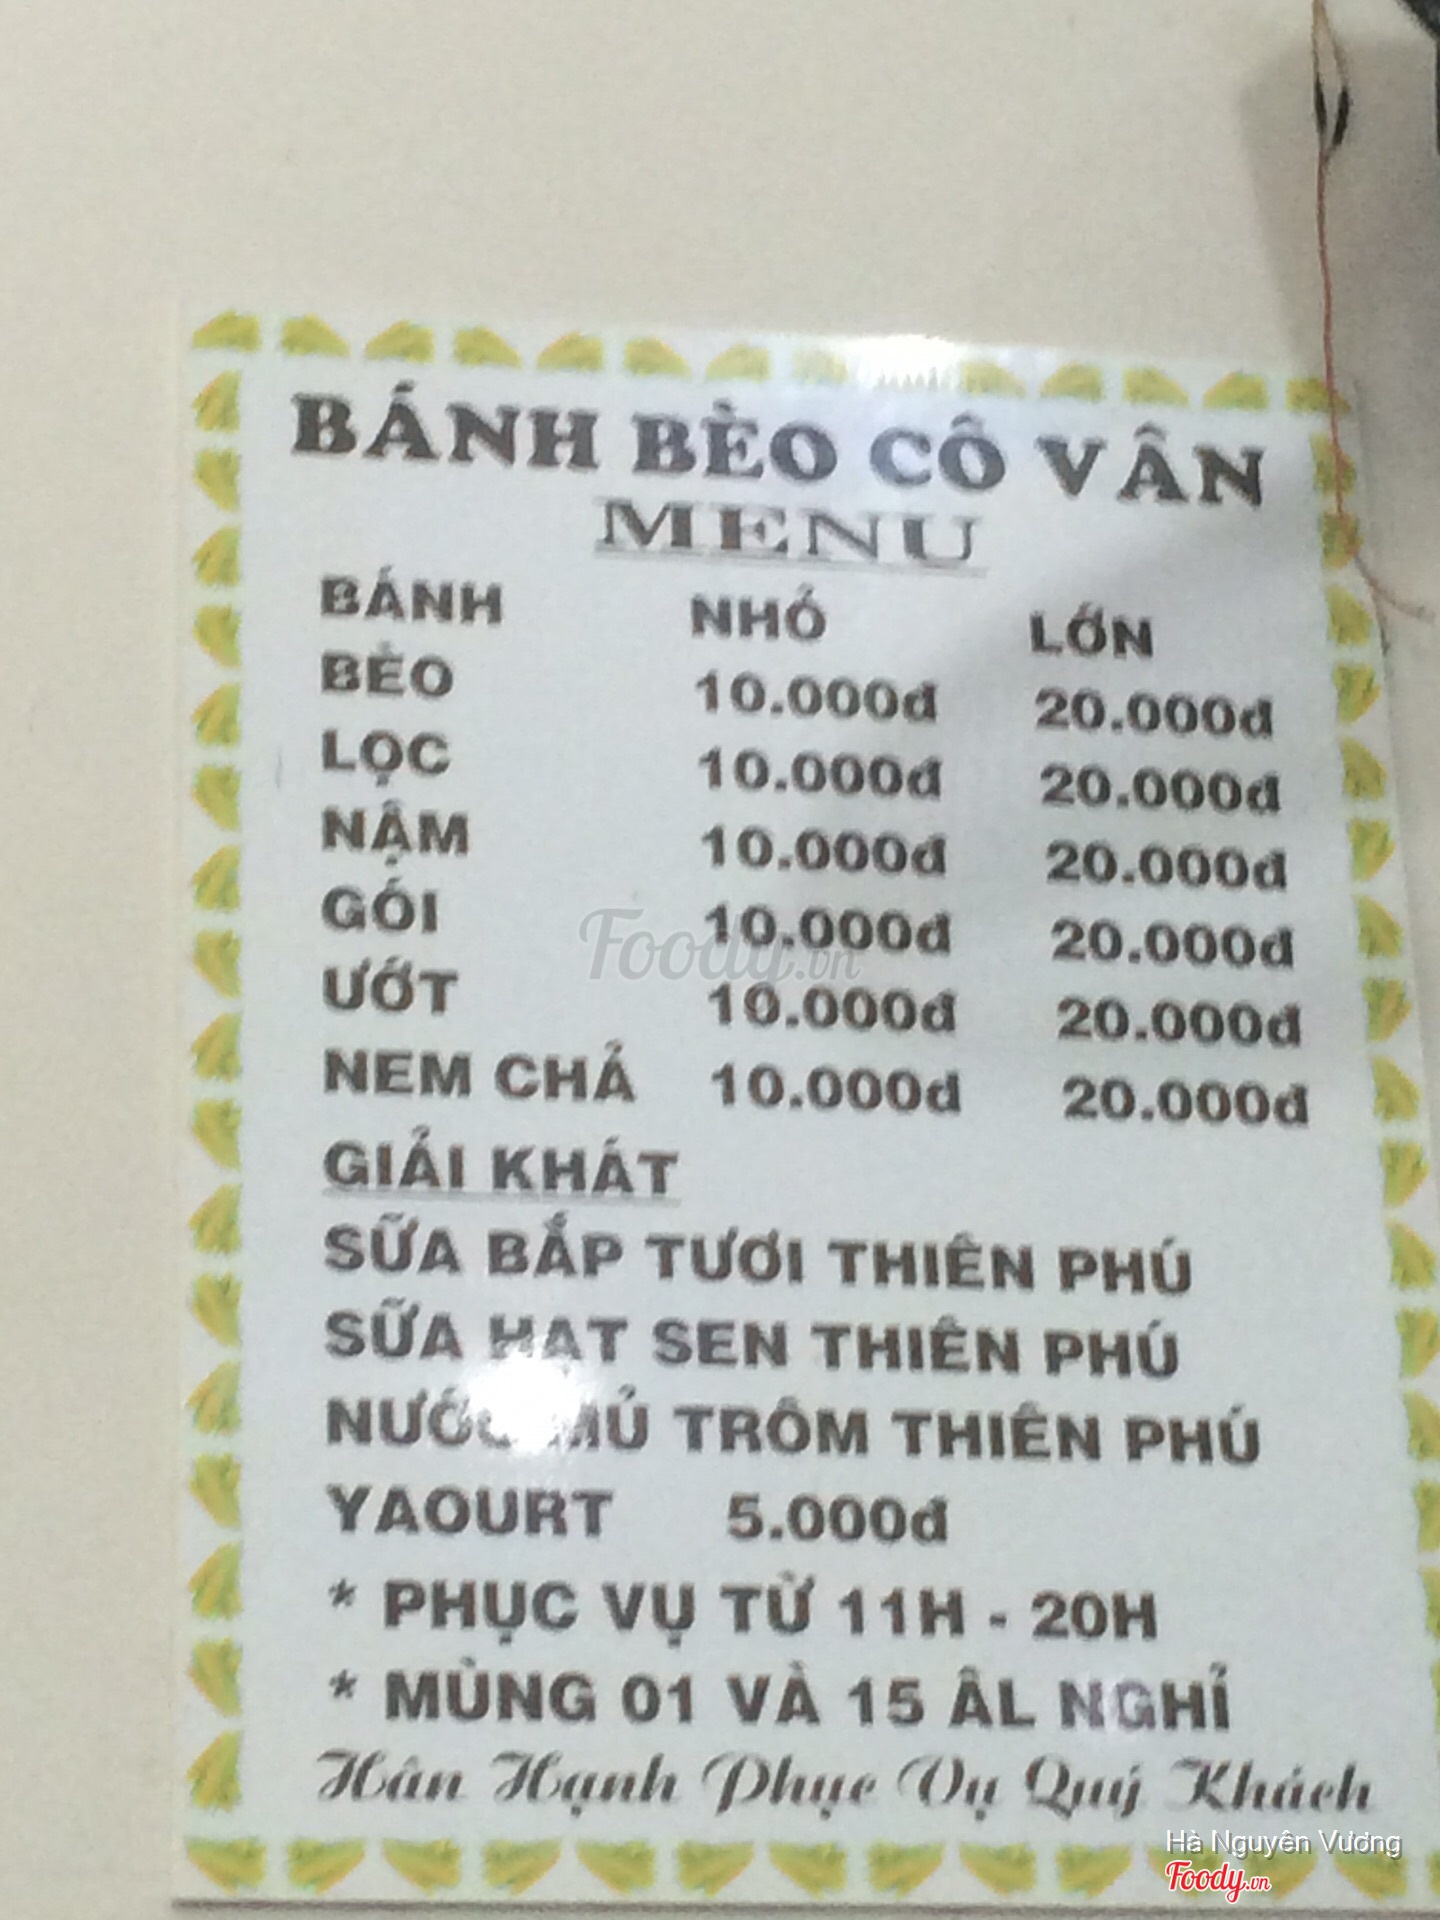 BÁNH BÈO CÔ VÂN
MENU
BÁNH NHỎ LỚN
BÈO 10.000đ 20.000đ
LỌC 10.000đ 20.000đ
NẬM 10.000đ 20.000đ
GÓI 10.000đ 20.000đ
ƯỚT 10.000đ 20.000đ
NEM CHẢ 10.000đ 20.000đ
GIẢI KHÁT
SỮA BẮP TƯƠI THIÊN PHÚ
SỮA HẠT SEN THIÊN PHÚ
NƯỚC MỦ TRÔM THIÊN PHÚ
YAOURT 5.000đ
* PHỤC VỤ TỪ 11H - 20H
* MÙNG 01 VÀ 15 ÂL NGHỈ
Hân Hạnh Phục Vụ Quý Khách
Foody.vn
Hà Nguyên Vương
Foody.vn